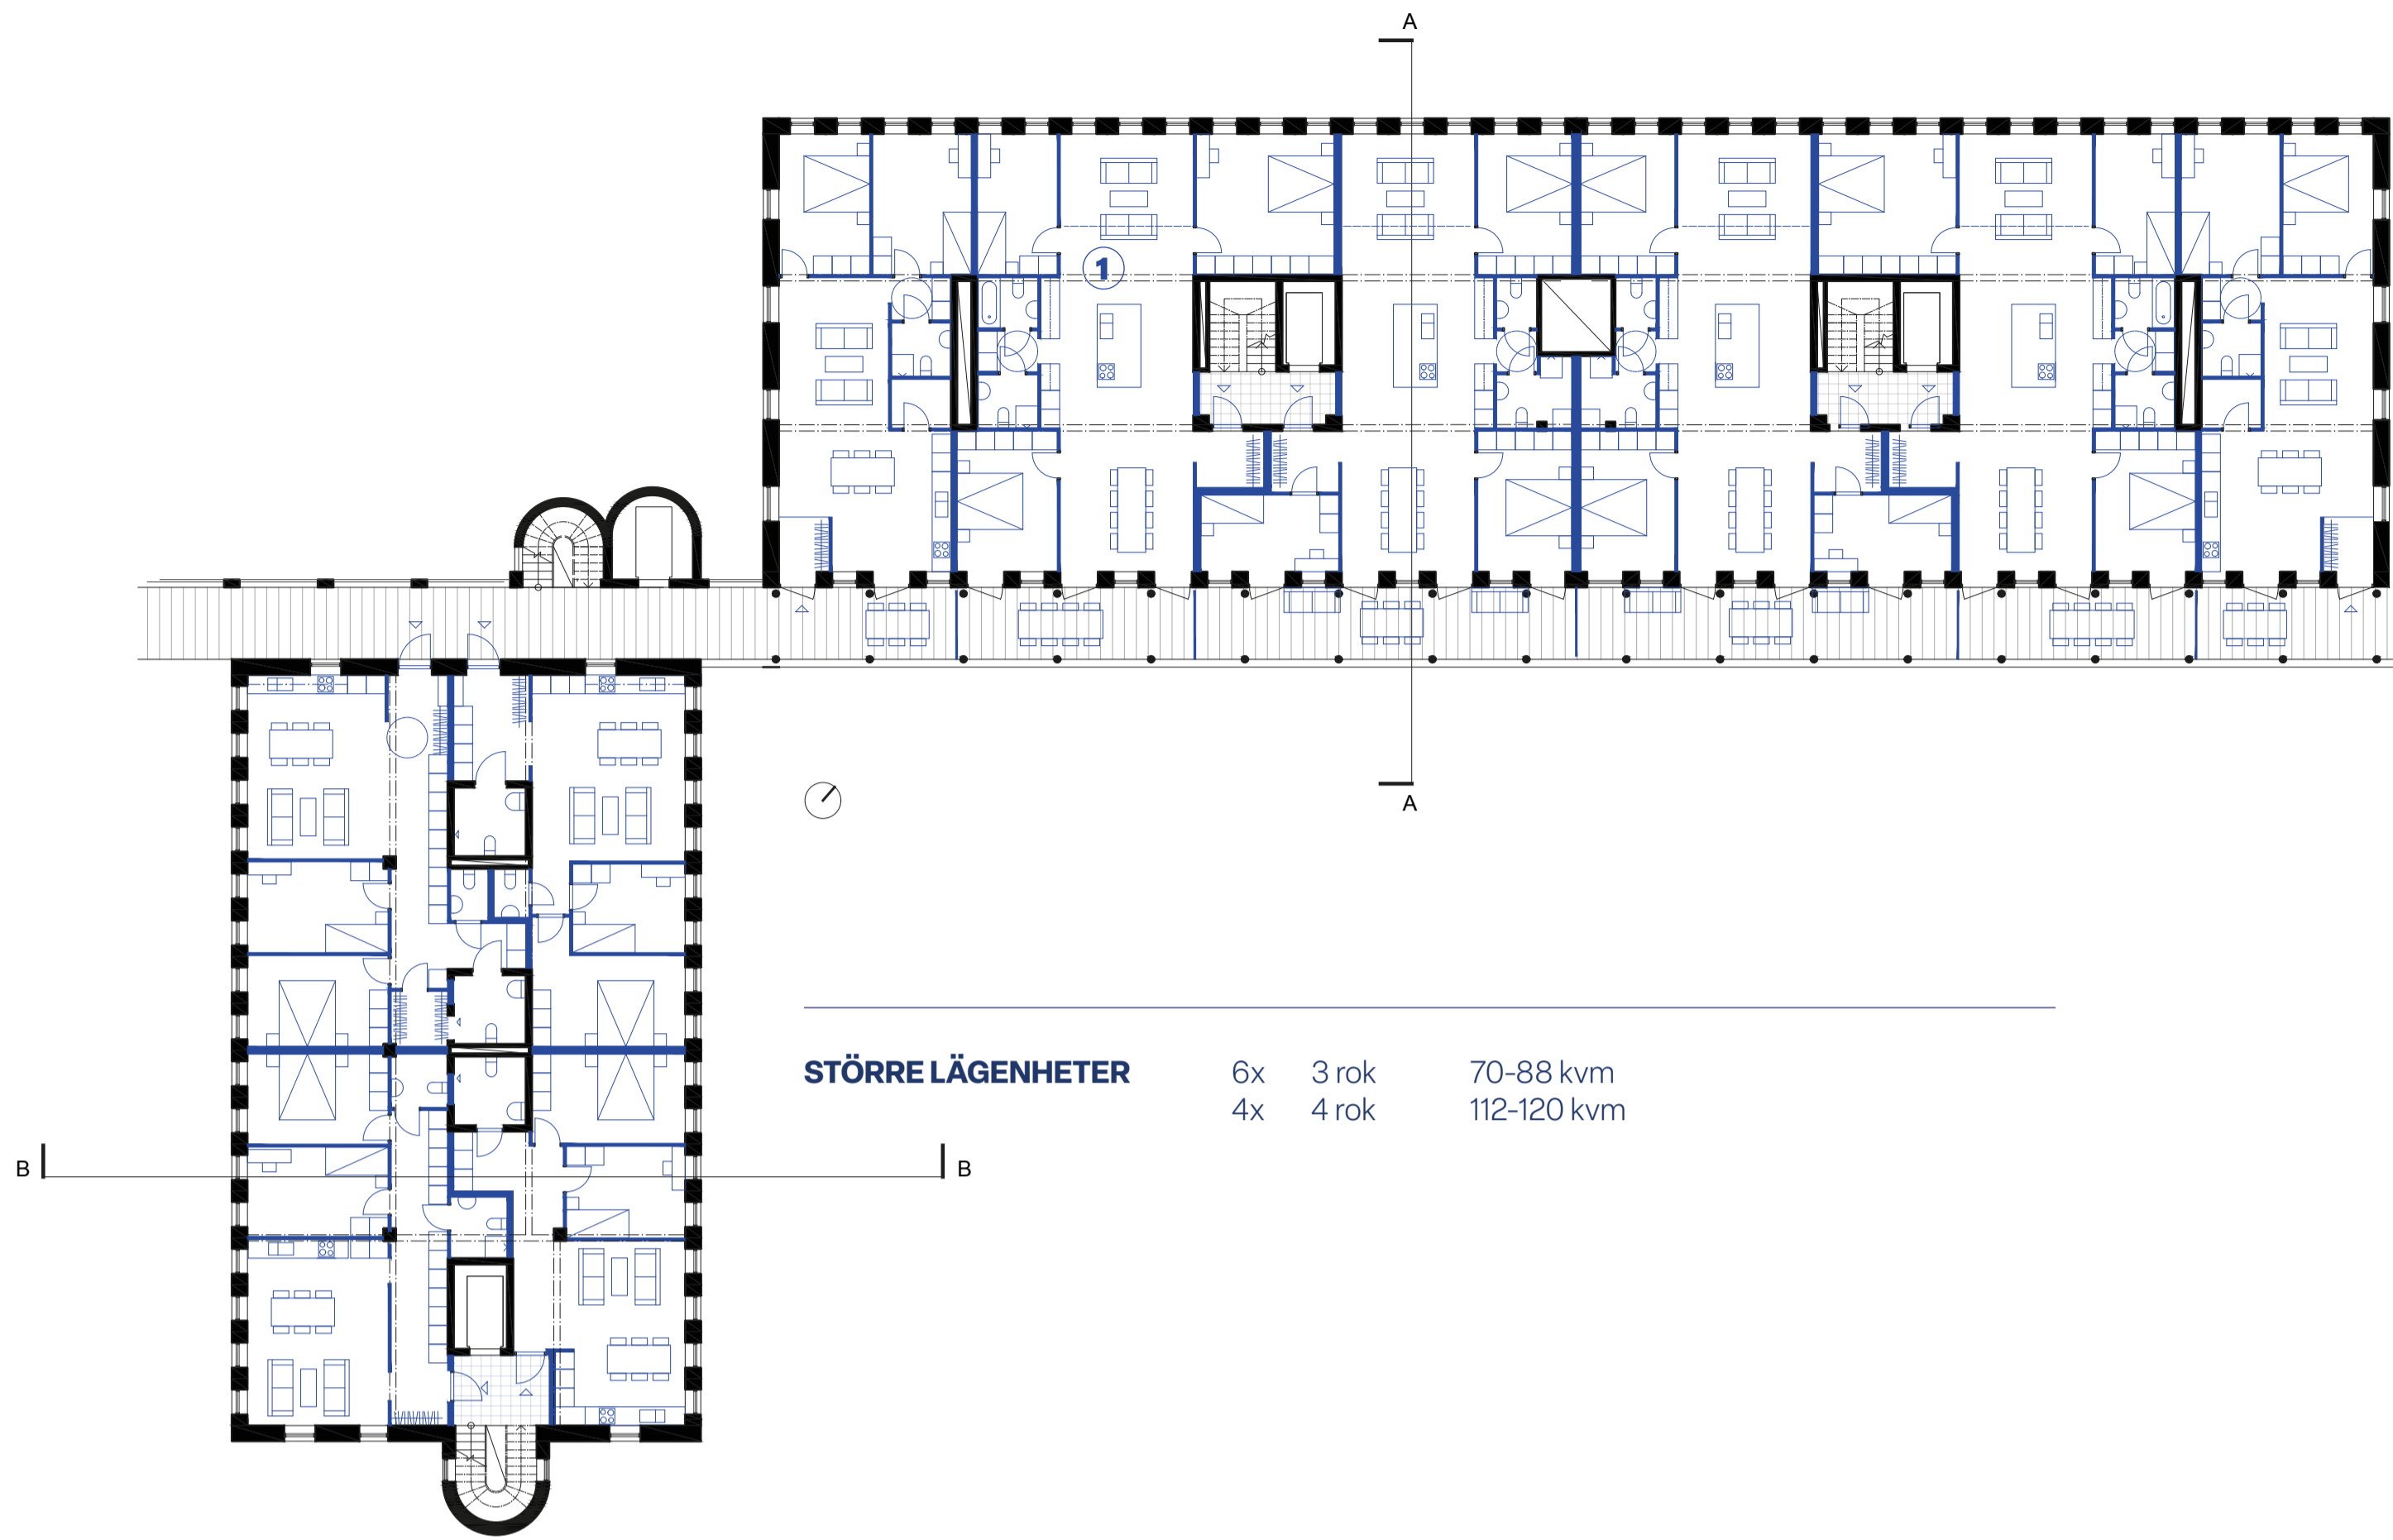 A
1
A
STÖRRE LÄGENHETER 6x 3 rok 70-88 kvm
4x 4 rok 112-120 kvm
B B